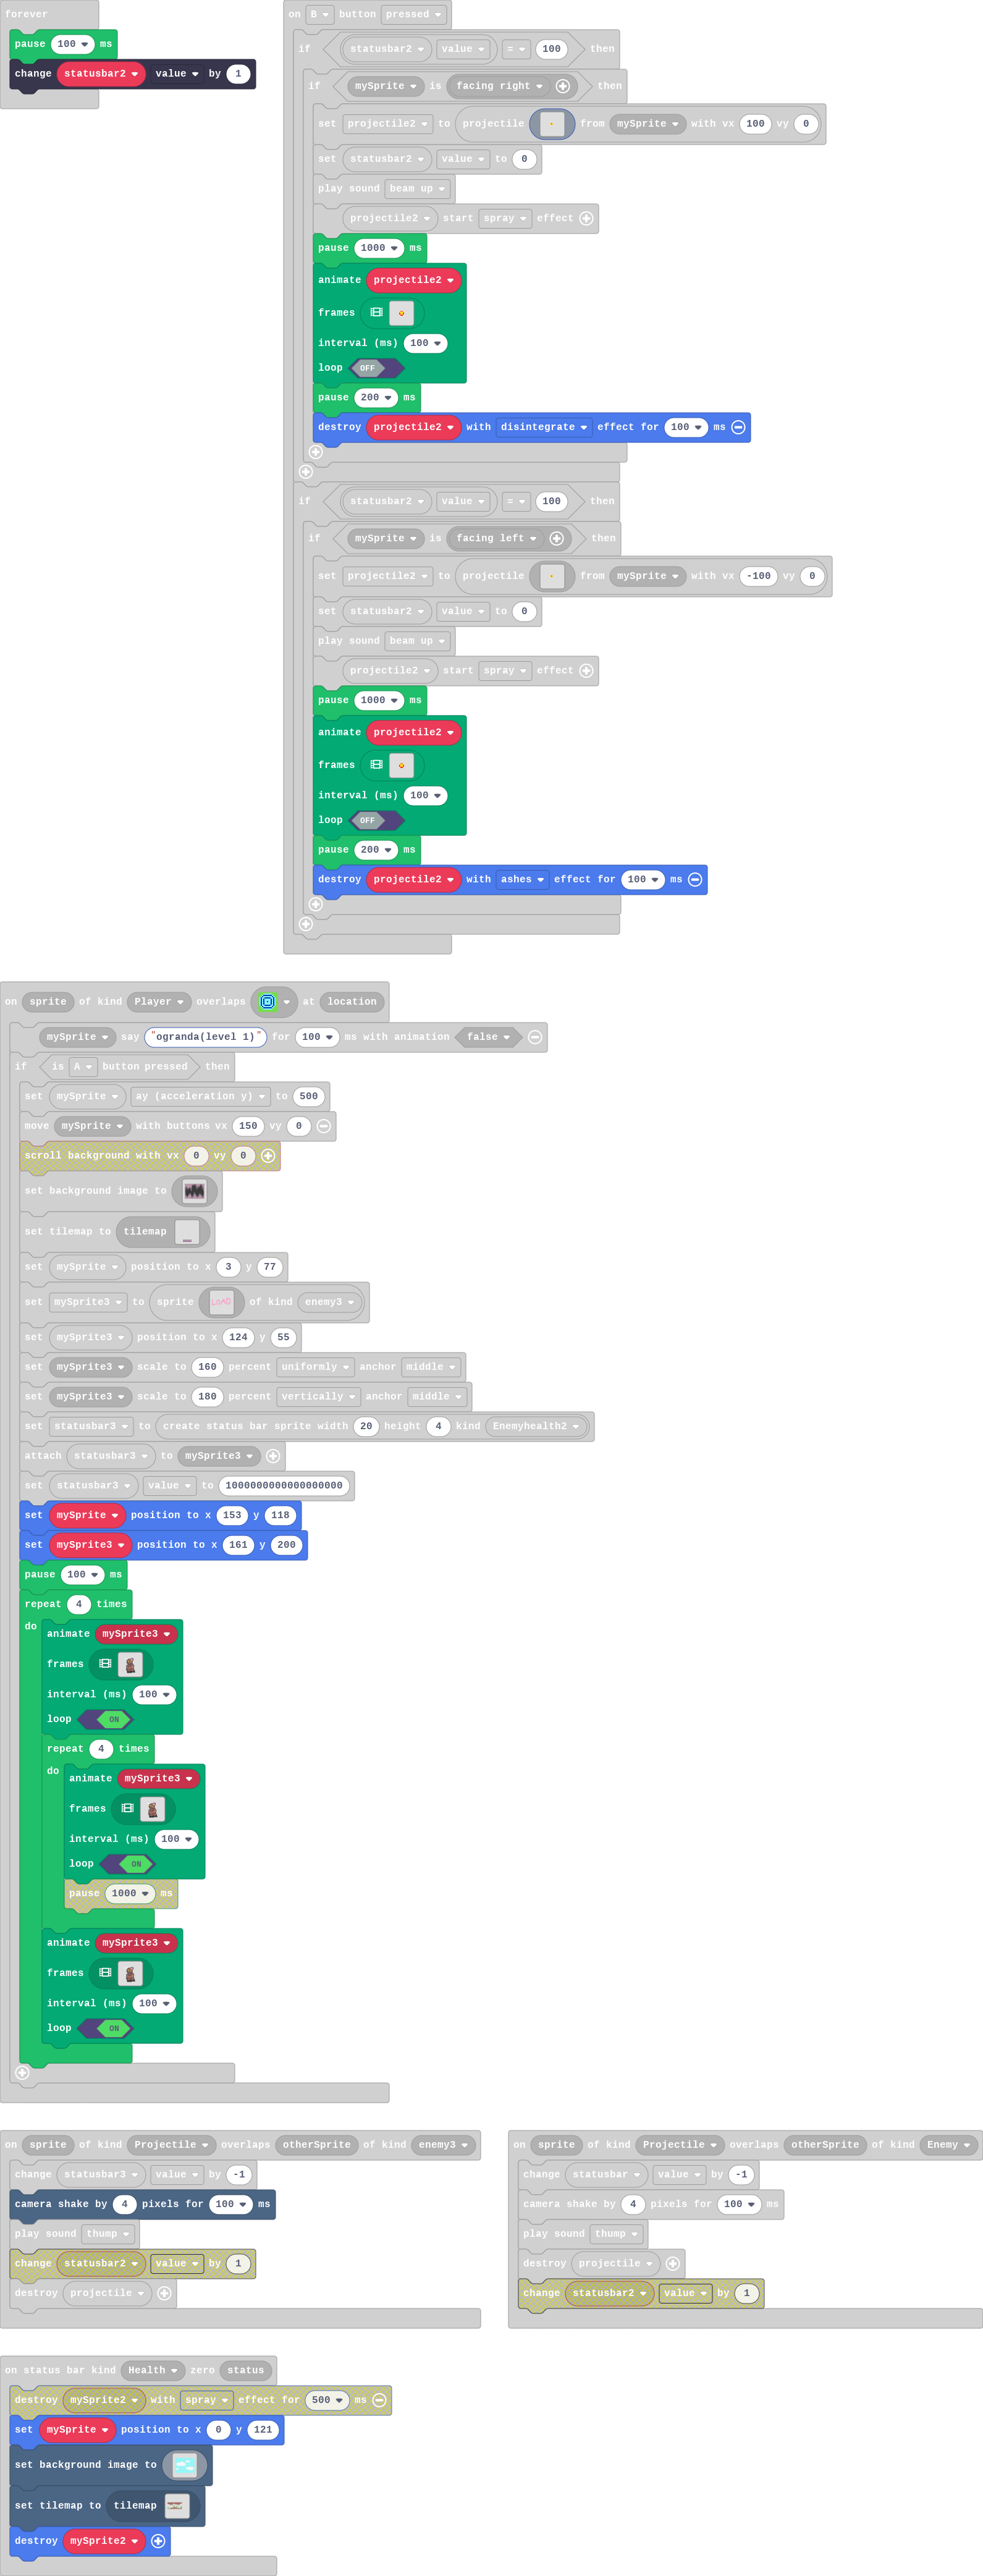 forever
pause 100 ms
change statusbar2 value by 1
on B button pressed
if statusbar2 value = 100 then
if mySprite is facing right then
set projectile2 to projectile from mySprite with vx 100 vy 0
set statusbar2 value to 0
play sound beam up
projectile2 start spray effect
pause 1000 ms
animate projectile2
frames
interval (ms) 100
loop OFF
pause 200 ms
destroy projectile2 with disintegrate effect for 100 ms
if statusbar2 value = 100 then
if mySprite is facing left then
set projectile2 to projectile from mySprite with vx -100 vy 0
set statusbar2 value to 0
play sound beam up
projectile2 start spray effect
pause 1000 ms
animate projectile2
frames
interval (ms) 100
loop OFF
pause 200 ms
destroy projectile2 with ashes effect for 100 ms
on sprite of kind Player overlaps at location
mySprite say "ogranda(level 1)" for 100 ms with animation false
if is A button pressed then
set mySprite ay (acceleration y) to 500
move mySprite with buttons vx 150 vy 0
scroll background with vx 0 vy 0
set background image to
set tilemap to tilemap
set mySprite position to x 3 y 77
set mySprite3 to sprite LOAD of kind enemy3
set mySprite3 position to x 124 y 55
set mySprite3 scale to 160 percent uniformly anchor middle
set mySprite3 scale to 180 percent vertically anchor middle
set statusbar3 to create status bar sprite width 20 height 4 kind Enemyhealth2
attach statusbar3 to mySprite3
set statusbar3 value to 1000000000000000000
set mySprite position to x 153 y 118
set mySprite3 position to x 161 y 200
pause 100 ms
repeat 4 times
do
animate mySprite3
frames
interval (ms) 100
loop ON
repeat 4 times
do
animate mySprite3
frames
interval (ms) 100
loop ON
pause 1000 ms
animate mySprite3
frames
interval (ms) 100
loop ON
on sprite of kind Projectile overlaps otherSprite of kind enemy3
change statusbar3 value by -1
camera shake by 4 pixels for 100 ms
play sound thump
change statusbar2 value by 1
destroy projectile
on sprite of kind Projectile overlaps otherSprite of kind Enemy
change statusbar value by -1
camera shake by 4 pixels for 100 ms
play sound thump
destroy projectile
change statusbar2 value by 1
on status bar kind Health zero status
destroy mySprite2 with spray effect for 500 ms
set mySprite position to x 0 y 121
set background image to
set tilemap to tilemap
destroy mySprite2